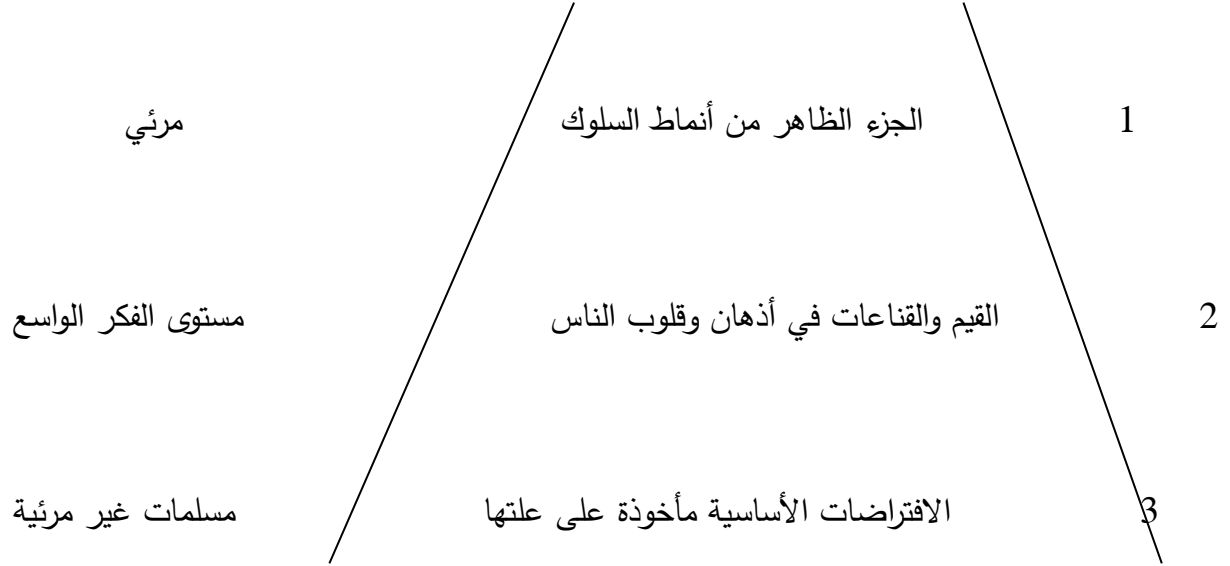 1 الجزء الظاهر من أنماط السلوك مرئي
2 القيم والقناعات في أذهان وقلوب الناس مستوى الفكر الواسع
3 الافتراضات الأساسية مأخوذة على علتها مسلمات غير مرئية